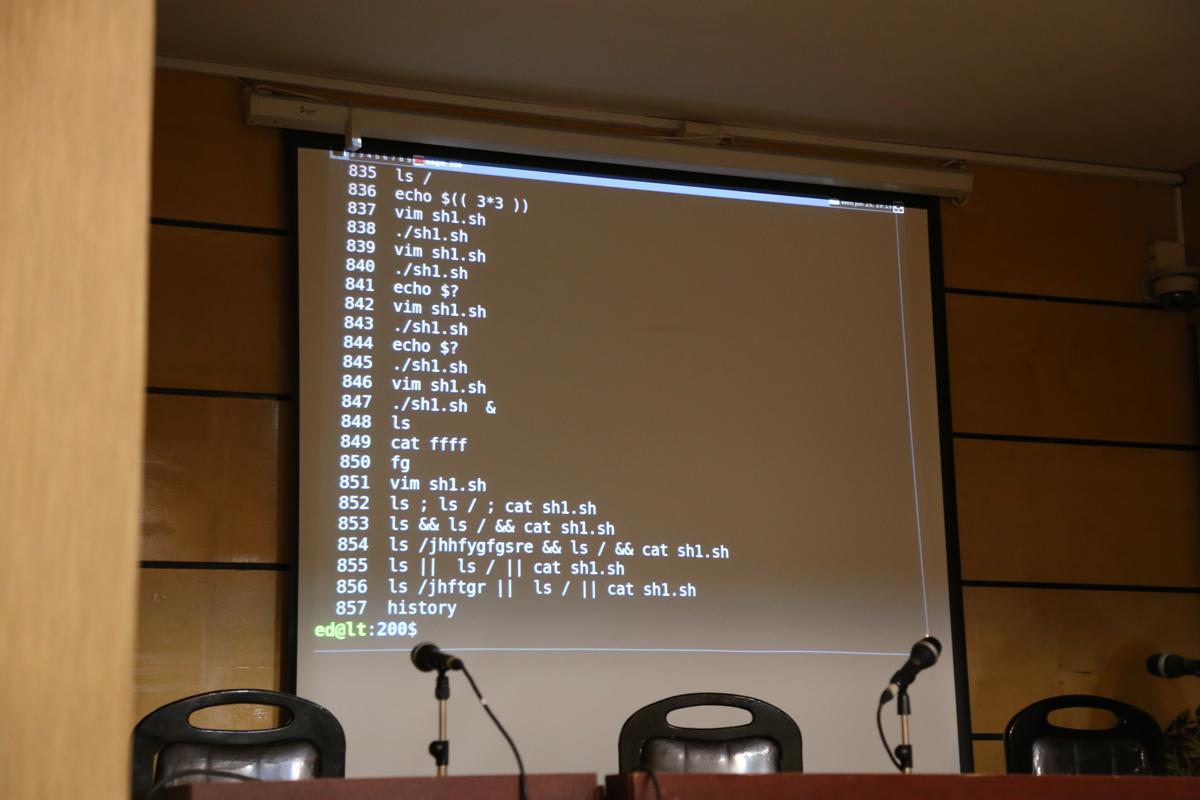 835 ls /
836 echo $(( 3*3 ))
837 vim sh1.sh
838 ./sh1.sh
839 vim sh1.sh
840 ./sh1.sh
841 echo $?
842 vim sh1.sh
843 ./sh1.sh
844 echo $?
845 ./sh1.sh
846 vim sh1.sh
847 ./sh1.sh  &
848 ls
849 cat ffff
850 fg
851 vim sh1.sh
852 ls ; ls / ; cat sh1.sh
853 ls && ls / && cat sh1.sh
854 ls /jhhfygfgsre && ls / && cat sh1.sh
855 ls ||  ls / || cat sh1.sh
856 ls /jhftgr ||  ls / || cat sh1.sh
857 history
ed@lt:200$